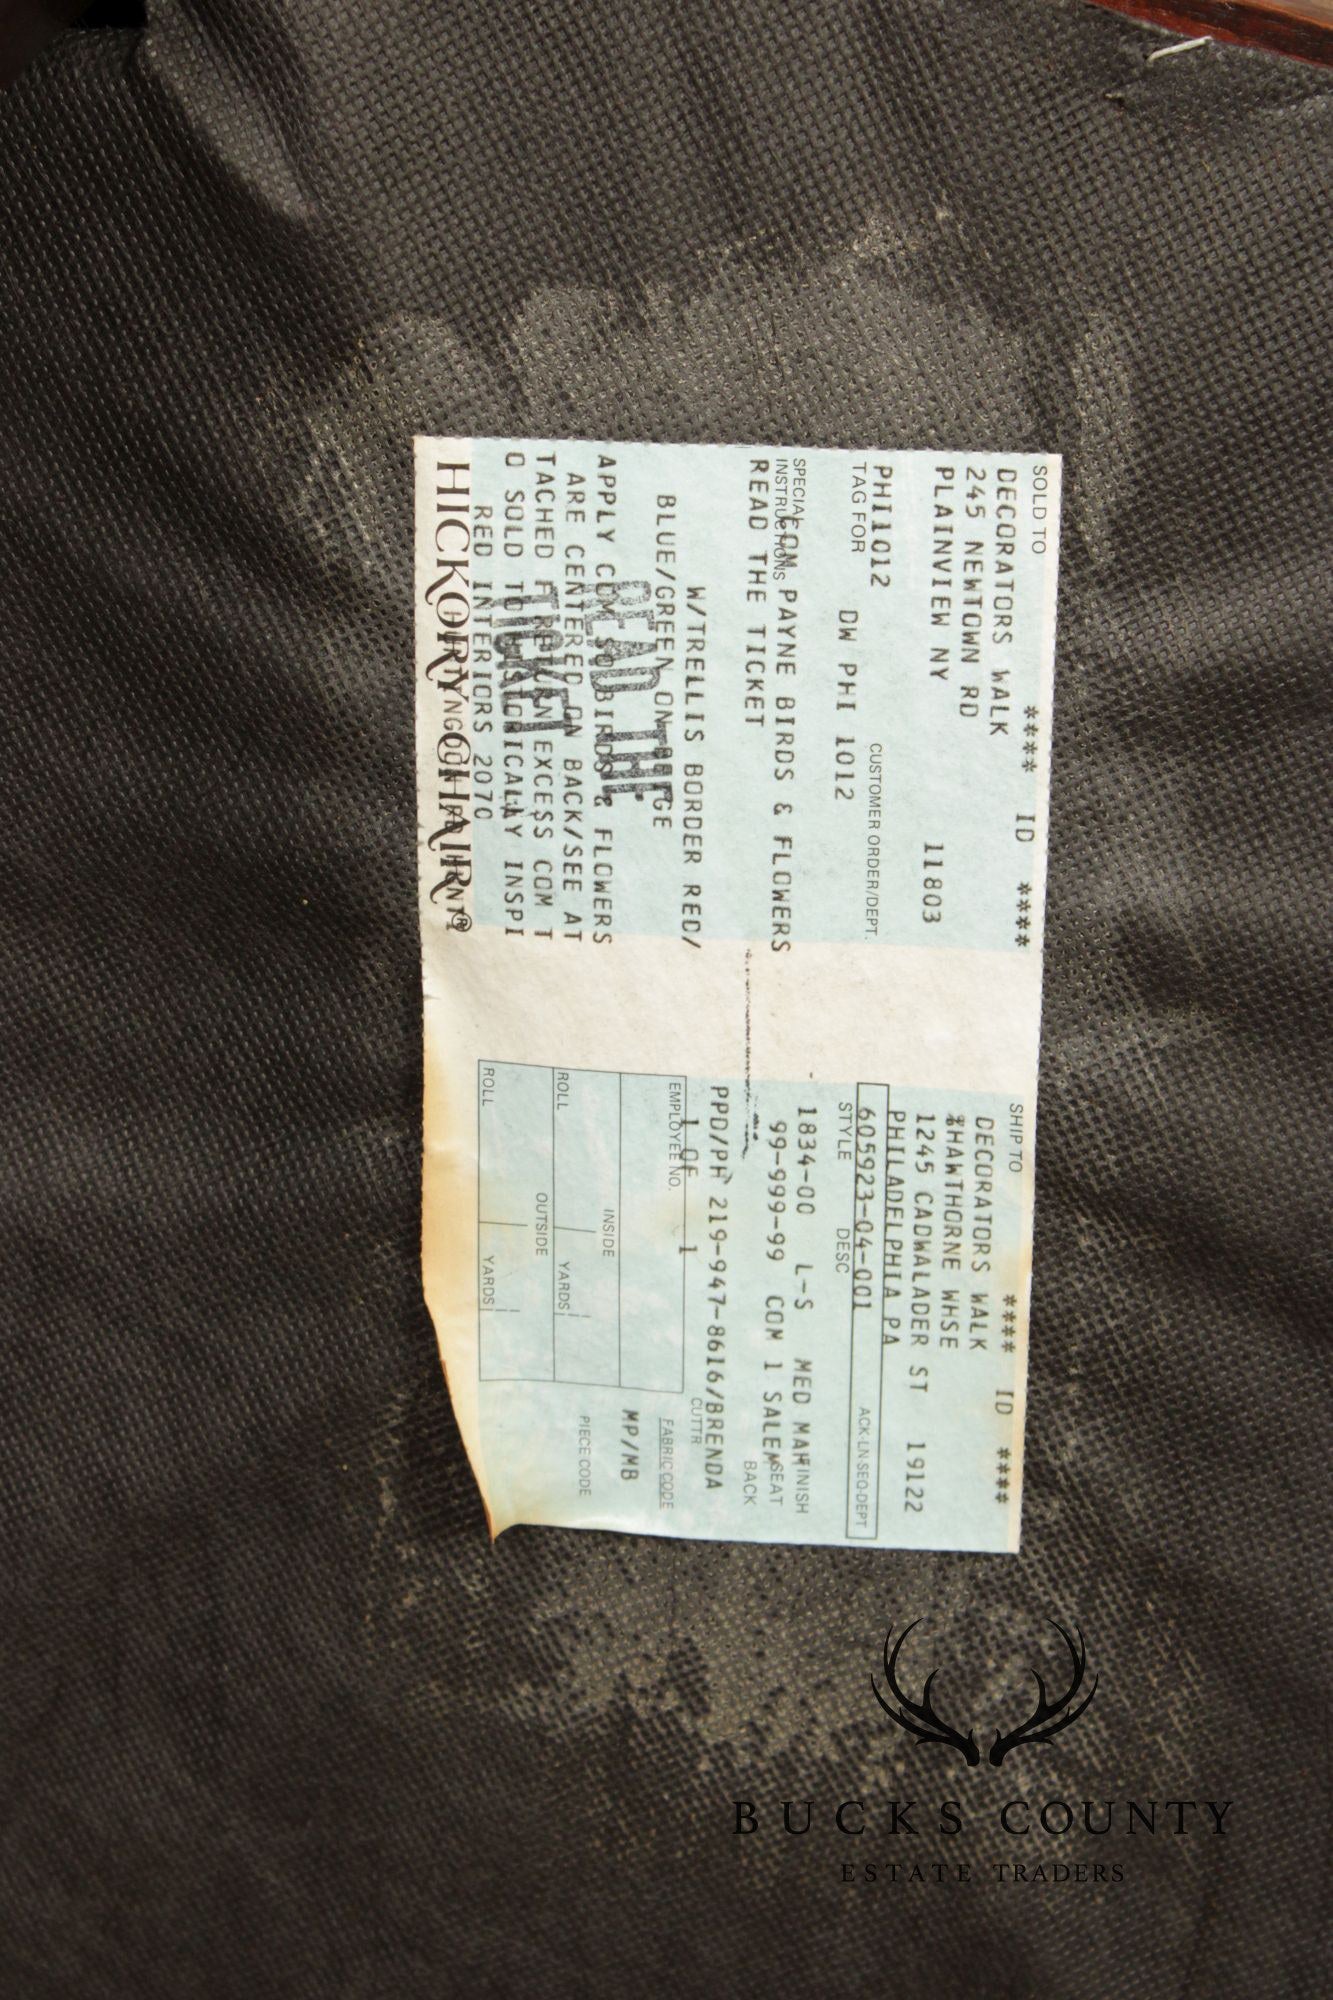 SOLD TO
**** ID ****
DECORATORS WALK
245 NEWTOWN RD
PLAINVIEW NY
11803
PHI1012
TAG FOR
CUSTOMER ORDER/DEPT.
DW PHI 1012
SPECIAL
INSTRUCTIONS
COM PAYNE BIRDS & FLOWERS
READ THE TICKET
W/TRELLIS BORDER RED/
BLUE/GREEN ON
READ THE
TICKET
APPLY COM SO BIRDS & FLOWERS
ARE CENTERED ON BACK/SEE AT
TACHED RETURN EXCESS COM T
O SOLD TO INSPI
RED INTERIORS 2070
HICKORY CHAIR®
SHIP TO
**** ID ****
DECORATORS WALK
%HAWTHORNE WHSE
1245 CADWALADER ST 19122
PHILADELPHIA PA
605923-04-001
ACK-LN-SEQ-DEPT
STYLE
DESC
FINISH
1834-00 L-S MED MAH
99-999-99 COM 1 SALEM
SEAT
BACK
PPD/PH 219-947-8616/BRENDA
CUTTR
1 OF 1
EMPLOYEE NO.
FABRIC CODE
MP/MB
INSIDE
PIECE CODE
ROLL
YARDS
OUTSIDE
ROLL
YARDS
BUCKS COUNTY
ESTATE TRADERS